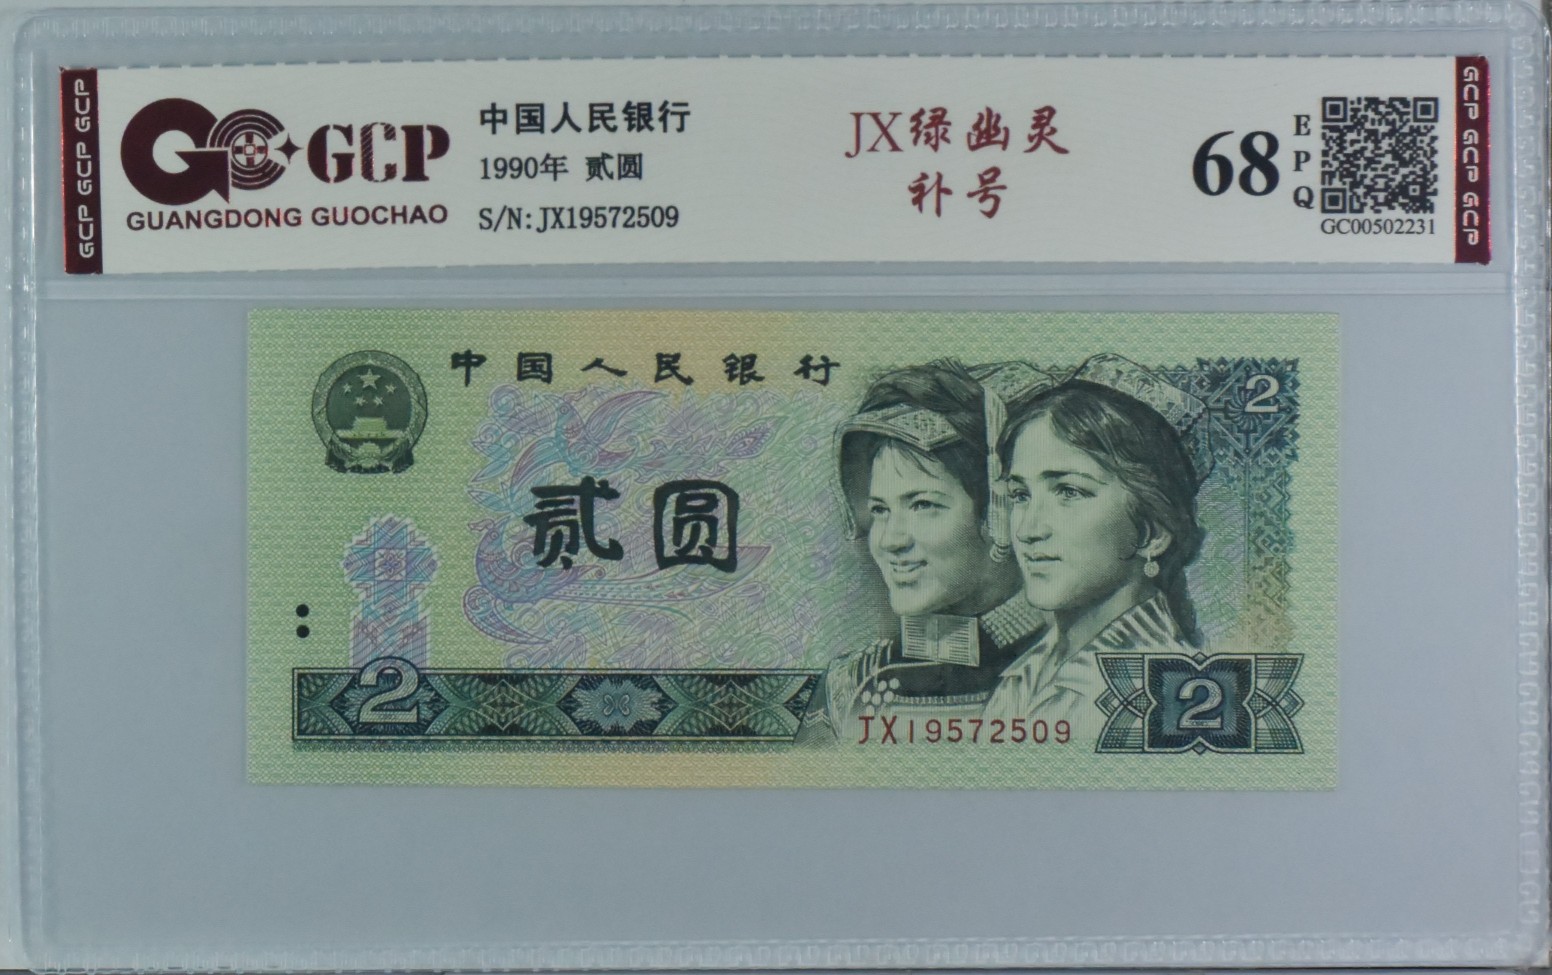 GCP GCP GCP
GCP
GUANGDONG GUOCHAO
中国人民银行
1990年 贰圆
S/N: JX19572509
JX绿幽灵
补号
68
EPQ
GC00502231
GCP GCP GCP
中国人民银行
2
贰圆
2
JX19572509
2